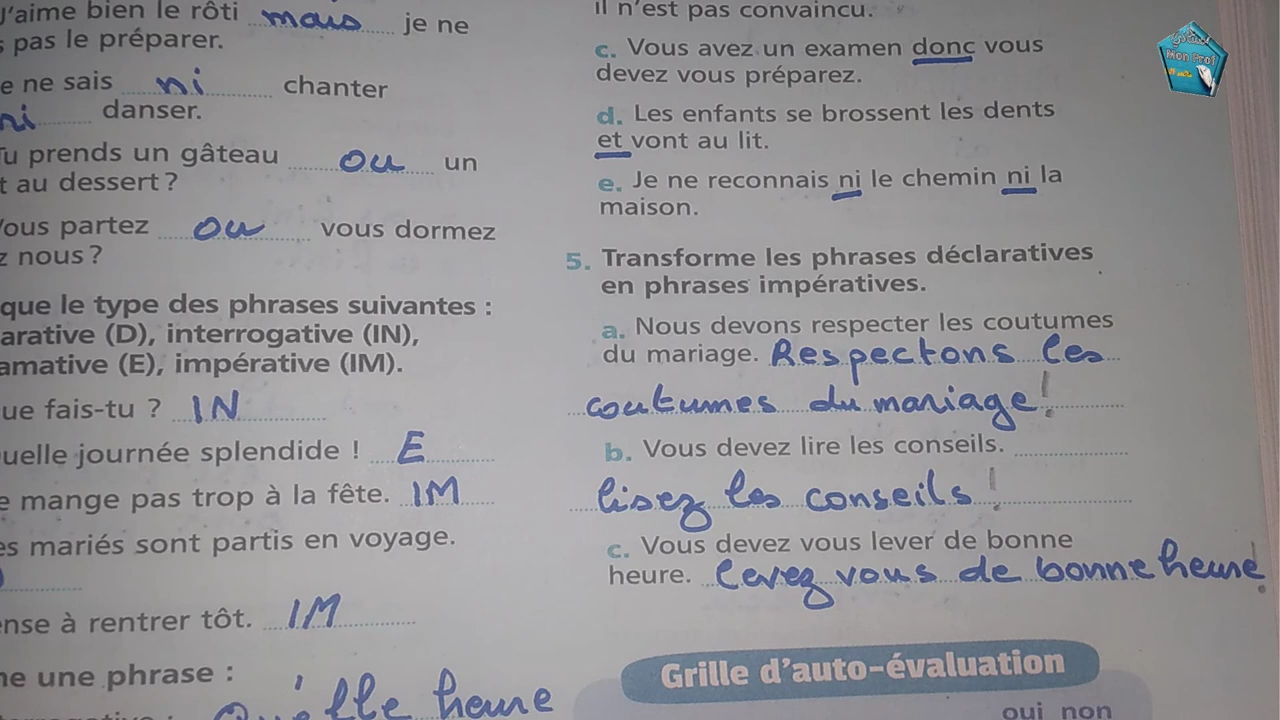 J'aime bien le rôti mais je ne
pas le préparer.
e ne sais ni chanter
ni danser.
Tu prends un gâteau ou un
t au dessert ?
Vous partez ou vous dormez
z nous ?
que le type des phrases suivantes :
arative (D), interrogative (IN),
amative (E), impérative (IM).
ue fais-tu ? IN
uelle journée splendide ! E
e mange pas trop à la fête. IM
es mariés sont partis en voyage.
ense à rentrer tôt. IM
ne une phrase :
Qu'elle heure
il n'est pas convaincu.
c. Vous avez un examen donc vous
devez vous préparez.
d. Les enfants se brossent les dents
et vont au lit.
e. Je ne reconnais ni le chemin ni la
maison.
5. Transforme les phrases déclaratives
en phrases impératives.
a. Nous devons respecter les coutumes
du mariage. Respectons les
coutumes du mariage !
b. Vous devez lire les conseils.
lisez les conseils !
c. Vous devez vous lever de bonne
heure. levez vous de bonne heure !
Grille d'auto-évaluation
oui non
Mon Prof